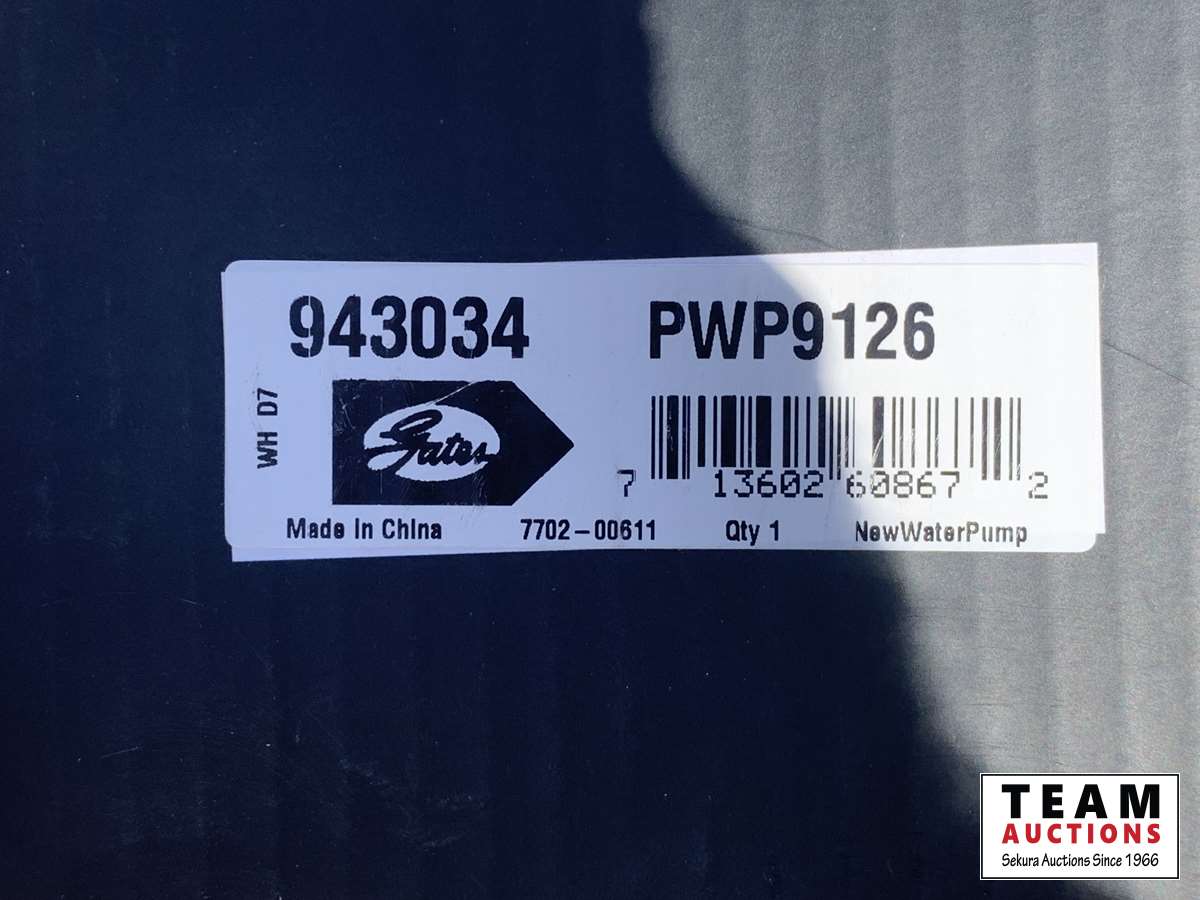 943034 PWP9126
WH D7
Gates
7 13602 60867 2
Made In China 7702-00611 Qty 1 NewWaterPump
TEAM
AUCTIONS
Sekura Auctions Since 1966